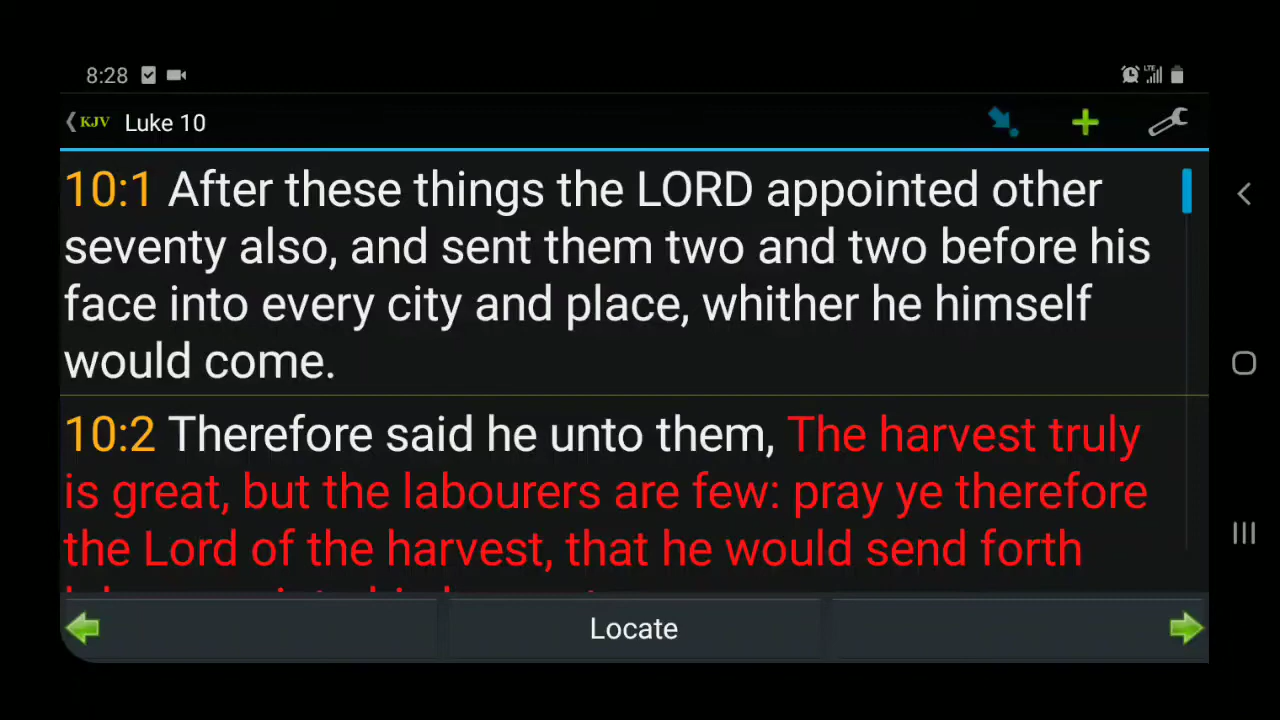 8:28
LTE
KJV Luke 10
10:1 After these things the LORD appointed other
seventy also, and sent them two and two before his
face into every city and place, whither he himself
would come.
10:2 Therefore said he unto them, The harvest truly
is great, but the labourers are few: pray ye therefore
the Lord of the harvest, that he would send forth
Locate